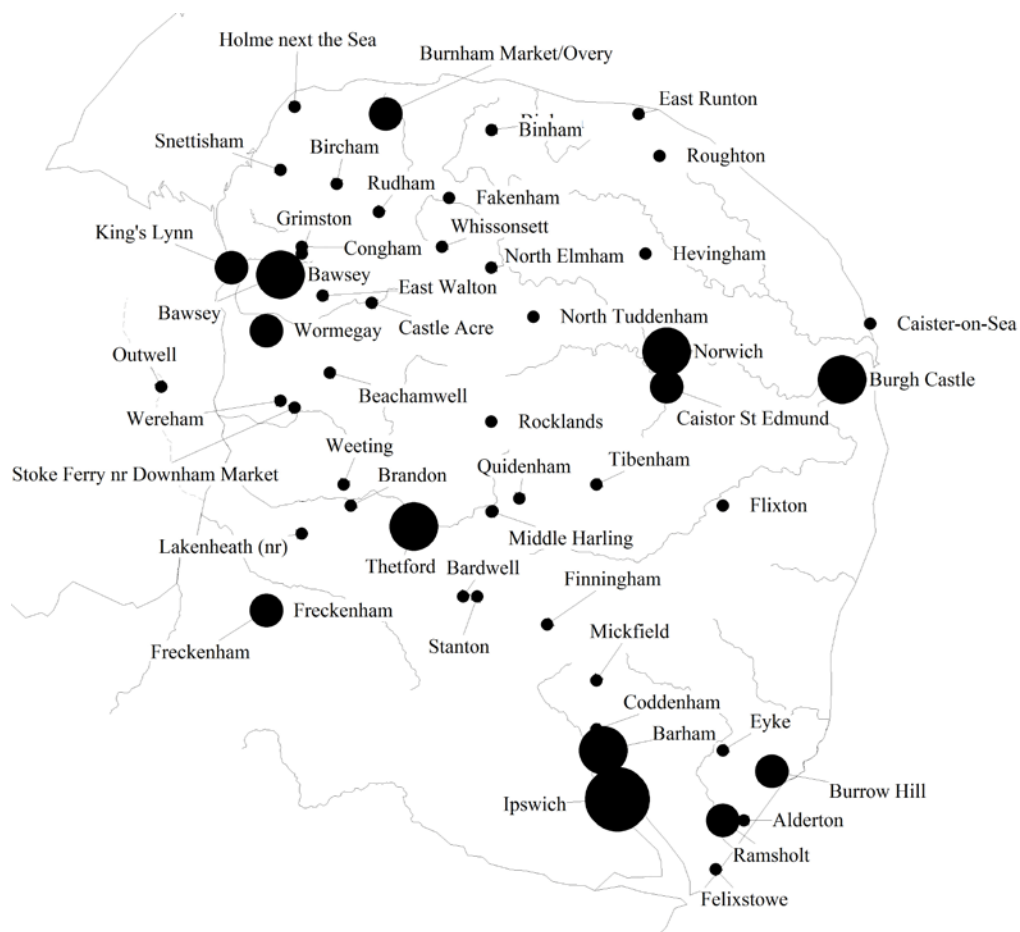 Holme next the Sea
Burnham Market/Overy
East Runton
Binham
Snettisham
Bircham
Roughton
Rudham
Fakenham
Grimston
Whissonsett
King's Lynn
Congham
North Elmham
Hevingham
Bawsey
East Walton
Bawsey
North Tuddenham
Caister-on-Sea
Wormegay
Castle Acre
Outwell
Norwich
Burgh Castle
Beachamwell
Wereham
Rocklands
Caistor St Edmund
Weeting
Tibenham
Quidenham
Stoke Ferry nr Downham Market
Brandon
Flixton
Lakenheath (nr)
Middle Harling
Thetford
Bardwell
Finningham
Freckenham
Mickfield
Stanton
Freckenham
Coddenham
Eyke
Barham
Burrow Hill
Ipswich
Alderton
Ramsholt
Felixstowe